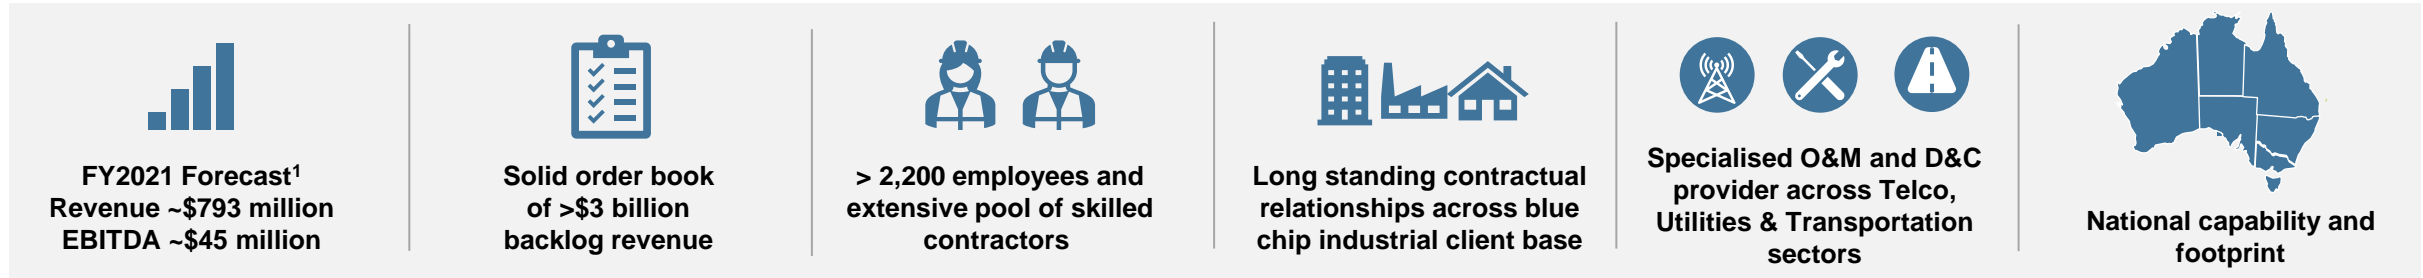 FY2021 Forecast1
Revenue ~$793 million
EBITDA ~$45 million
Solid order book
of >$3 billion
backlog revenue
> 2,200 employees and
extensive pool of skilled
contractors
Long standing contractual
relationships across blue
chip industrial client base
Specialised O&M and D&C
provider across Telco,
Utilities & Transportation
sectors
National capability and
footprint